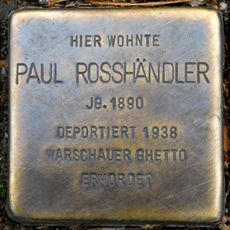 HIER WOHNTE
PAUL ROSSHÄNDLER
JG. 1890
DEPORTIERT 1938
WARSCHAUER GHETTO
ERMORDET